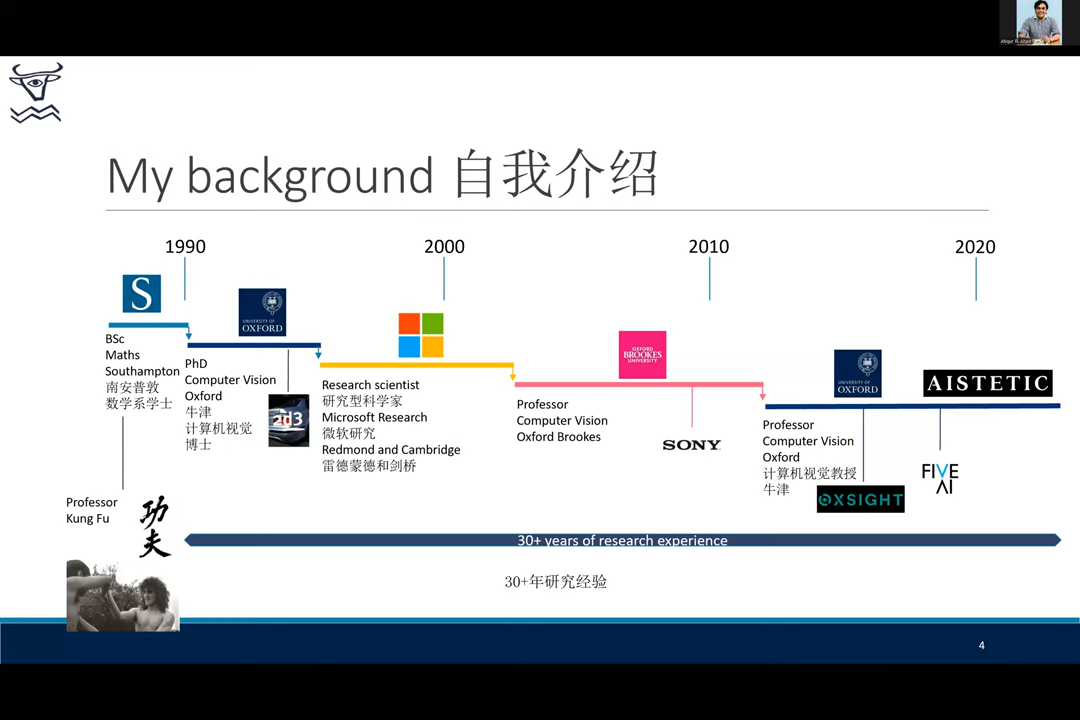 Atiqur R. Ahad
My background 自我介绍
1990
2000
2010
2020
S
BSc
Maths
Southampton
南安普敦
数学系学士
UNIVERSITY OF
OXFORD
PhD
Computer Vision
Oxford
牛津
计算机视觉
博士
2d3
Research scientist
研究型科学家
Microsoft Research
微软研究
Redmond and Cambridge
雷德蒙德和剑桥
OXFORD
BROOKES
UNIVERSITY
Professor
Computer Vision
Oxford Brookes
SONY
UNIVERSITY OF
OXFORD
AISTETIC
Professor
Computer Vision
Oxford
计算机视觉教授
牛津
OXSIGHT
FIVE
AI
Professor
Kung Fu
功
夫
30+ years of research experience
30+年研究经验
4